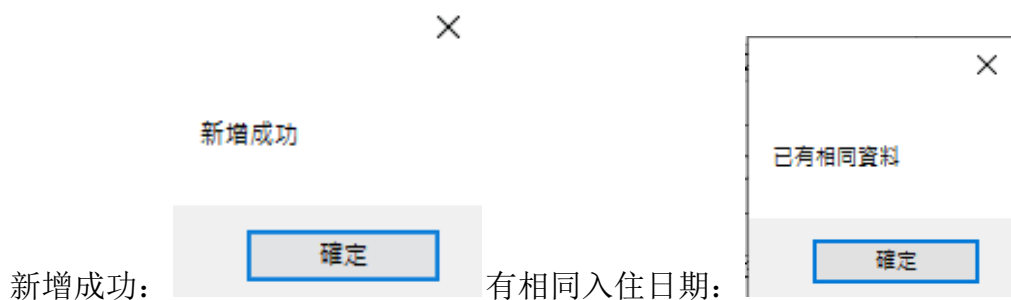 新增成功
已有相同資料
確定
確定
新增成功：
有相同入住日期：